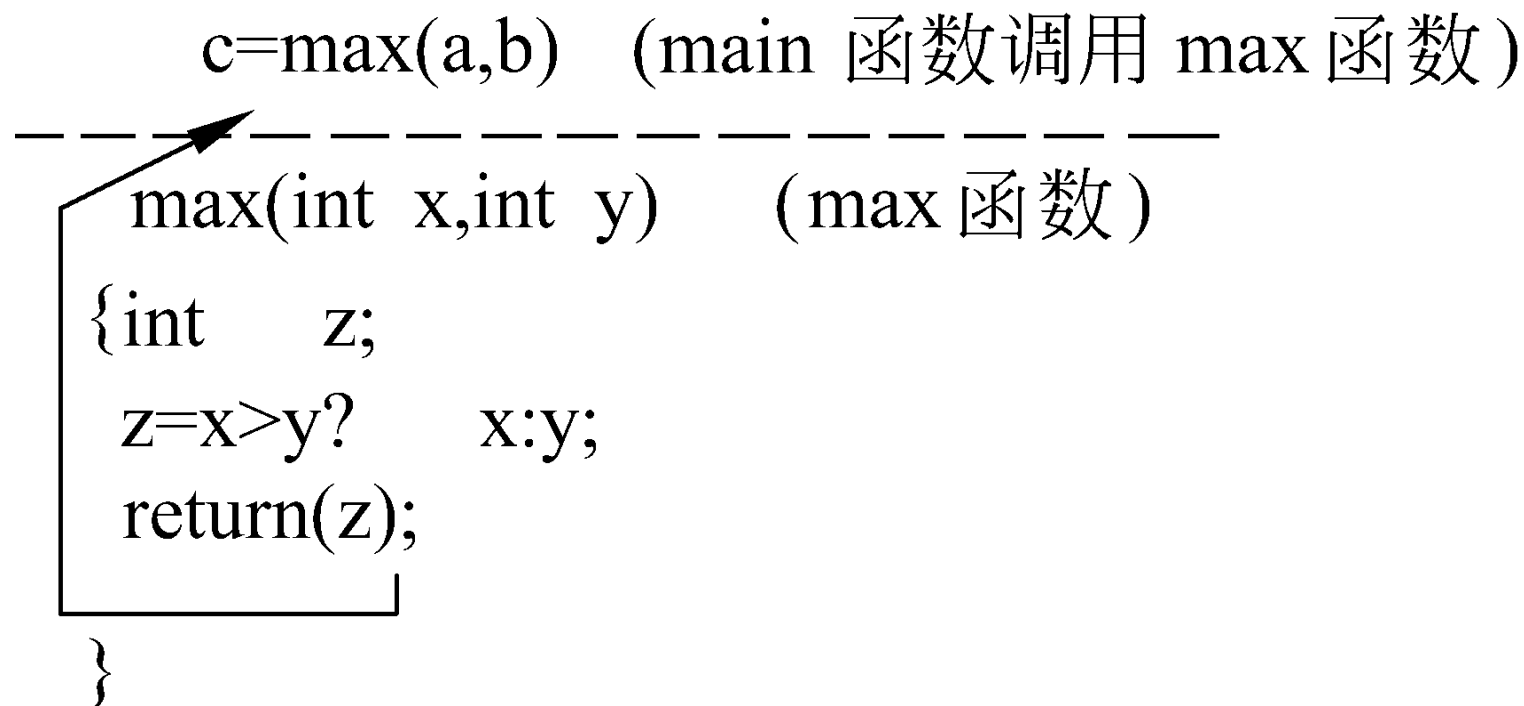 c=max(a,b) (main 函数调用 max 函数)
max(int x,int y) (max 函数)
{int z;
z=x>y? x:y;
return(z);
}